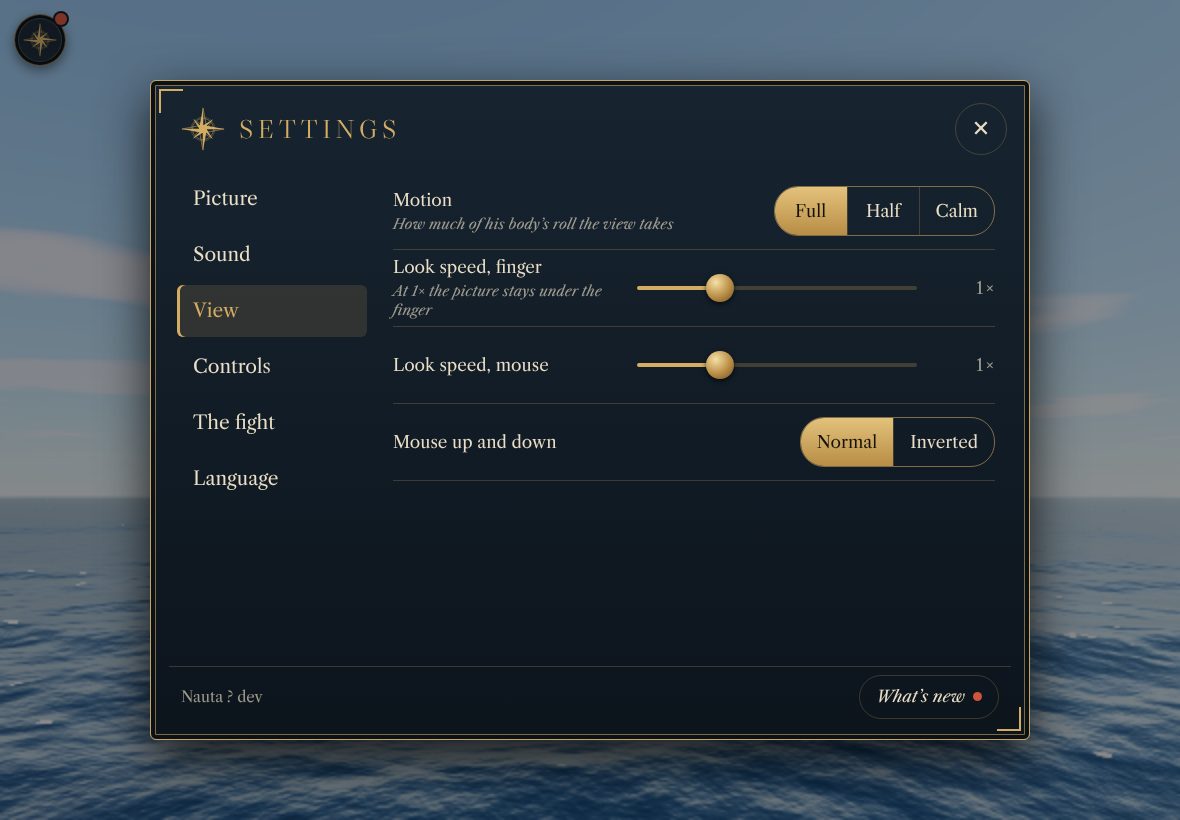 SETTINGS
Picture
Sound
View
Controls
The fight
Language
Motion
How much of his body's roll the view takes
Full
Half
Calm
Look speed, finger
At 1× the picture stays under the
finger
1×
Look speed, mouse
1×
Mouse up and down
Normal
Inverted
Nauta ? dev
What's new